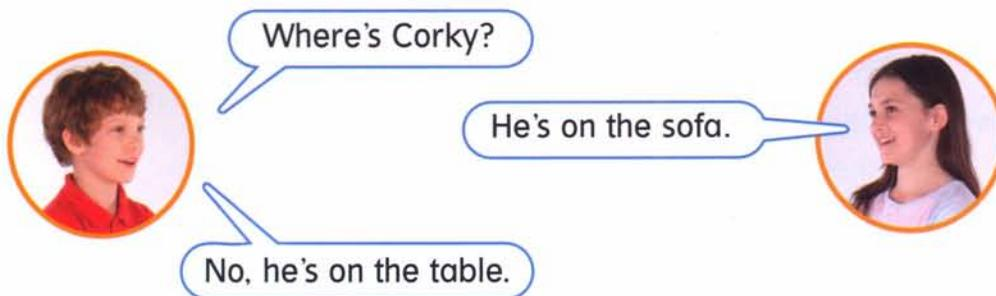 Where's Corky?
He's on the sofa.
No, he's on the table.